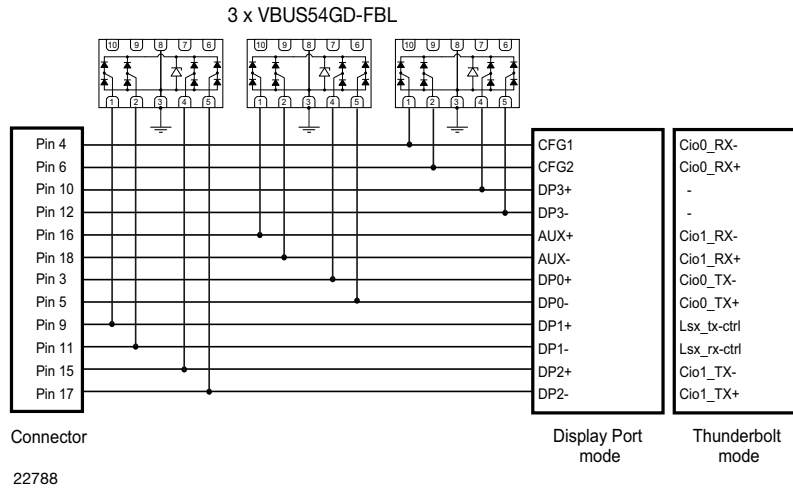 3 x VBUS54GD-FBL
10 9 8 7 6
10 9 8 7 6
10 9 8 7 6
1 2 3 4 5
1 2 3 4 5
1 2 3 4 5
Pin 4 CFG1 Cio0_RX-
Pin 6 CFG2 Cio0_RX+
Pin 10 DP3+ -
Pin 12 DP3- -
Pin 16 AUX+ Cio1_RX-
Pin 18 AUX- Cio1_RX+
Pin 3 DP0+ Cio0_TX-
Pin 5 DP0- Cio0_TX+
Pin 9 DP1+ Lsx_tx-ctrl
Pin 11 DP1- Lsx_rx-ctrl
Pin 15 DP2+ Cio1_TX-
Pin 17 DP2- Cio1_TX+
Connector
Display Port
mode
Thunderbolt
mode
22788